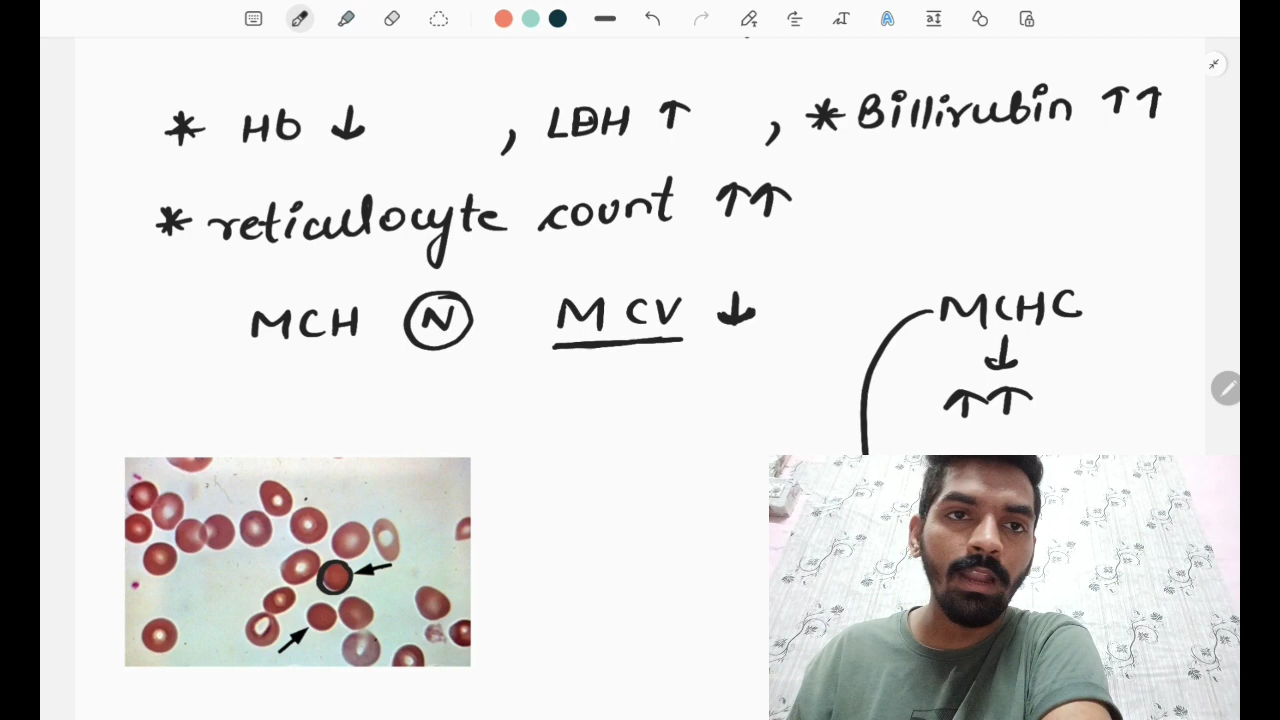 * Hb ↓ , LDH ↑ , * Billirubin ↑↑
* reticulocyte count ↑↑
MCH N MCV ↓ MCHC
↓
↑↑